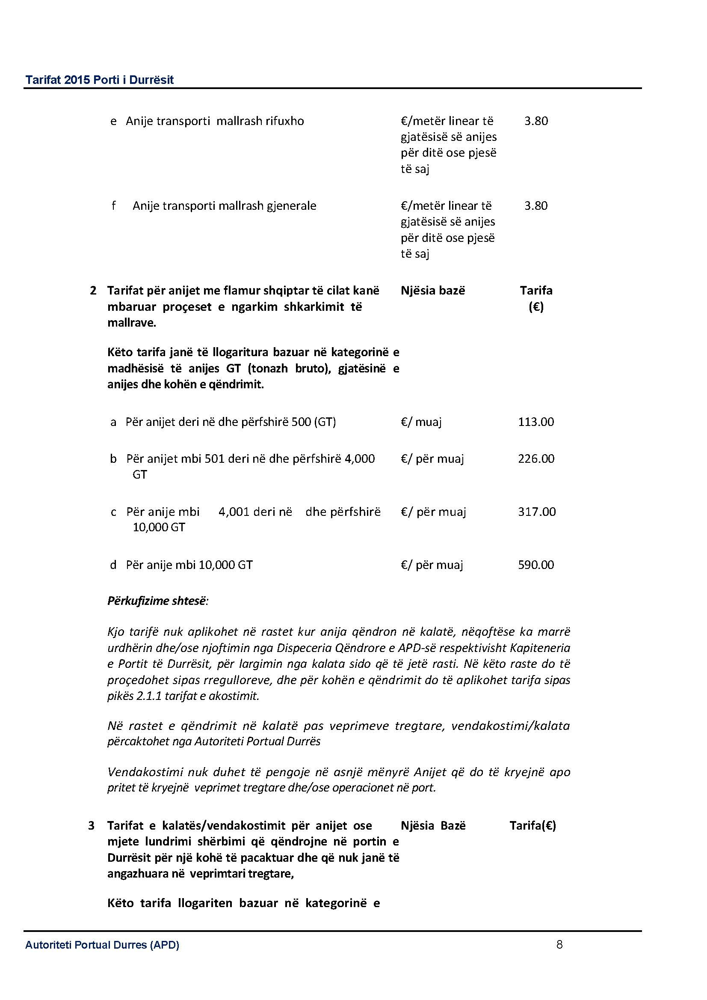 Tarifat 2015 Porti i Durrësit
e Anije transporti mallrash rifuxho €/metër linear të 3.80
gjatësisë së anijes
për ditë ose pjesë
të saj
f Anije transporti mallrash gjenerale €/metër linear të 3.80
gjatësisë së anijes
për ditë ose pjesë
të saj
2 Tarifat për anijet me flamur shqiptar të cilat kanë Njësia bazë Tarifa
mbaruar proçeset e ngarkim shkarkimit të (€)
mallrave.
Këto tarifa janë të llogaritura bazuar në kategorinë e
madhësisë të anijes GT (tonazh bruto), gjatësinë e
anijes dhe kohën e qëndrimit.
a Për anijet deri në dhe përfshirë 500 (GT) €/ muaj 113.00
b Për anijet mbi 501 deri në dhe përfshirë 4,000 €/ për muaj 226.00
GT
c Për anije mbi 4,001 deri në dhe përfshirë €/ për muaj 317.00
10,000 GT
d Për anije mbi 10,000 GT €/ për muaj 590.00
Përkufizime shtesë:
Kjo tarifë nuk aplikohet në rastet kur anija qëndron në kalatë, nëqoftëse ka marrë
urdhërin dhe/ose njoftimin nga Dispeceria Qëndrore e APD-së respektivisht Kapiteneria
e Portit të Durrësit, për largimin nga kalata sido që të jetë rasti. Në këto raste do të
proçedohet sipas rregulloreve, dhe për kohën e qëndrimit do të aplikohet tarifa sipas
pikës 2.1.1 tarifat e akostimit.
Në rastet e qëndrimit në kalatë pas veprimeve tregtare, vendakostimi/kalata
përcaktohet nga Autoriteti Portual Durrës
Vendakostimi nuk duhet të pengoje në asnjë mënyrë Anijet që do të kryejnë apo
pritet të kryejnë veprimet tregtare dhe/ose operacionet në port.
3 Tarifat e kalatës/vendakostimit për anijet ose Njësia Bazë Tarifa(€)
mjete lundrimi shërbimi që qëndrojne në portin e
Durrësit për një kohë të pacaktuar dhe që nuk janë të
angazhuara në veprimtari tregtare,
Këto tarifa llogariten bazuar në kategorinë e
Autoriteti Portual Durres (APD) 8